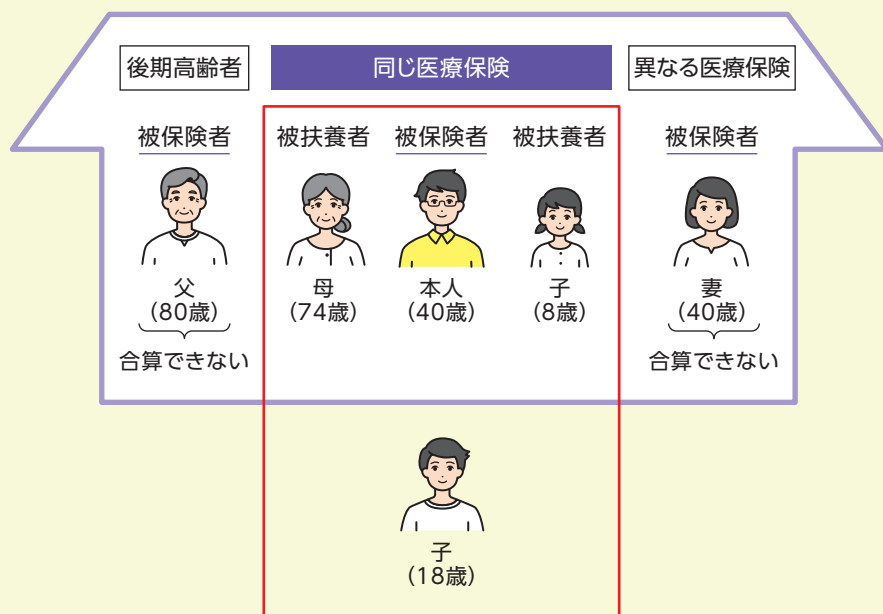 後期高齢者
同じ医療保険
異なる医療保険
被保険者
被扶養者
被保険者
被扶養者
被保険者
父
(80歳)
母
(74歳)
本人
(40歳)
子
(8歳)
妻
(40歳)
合算できない
合算できない
子
(18歳)